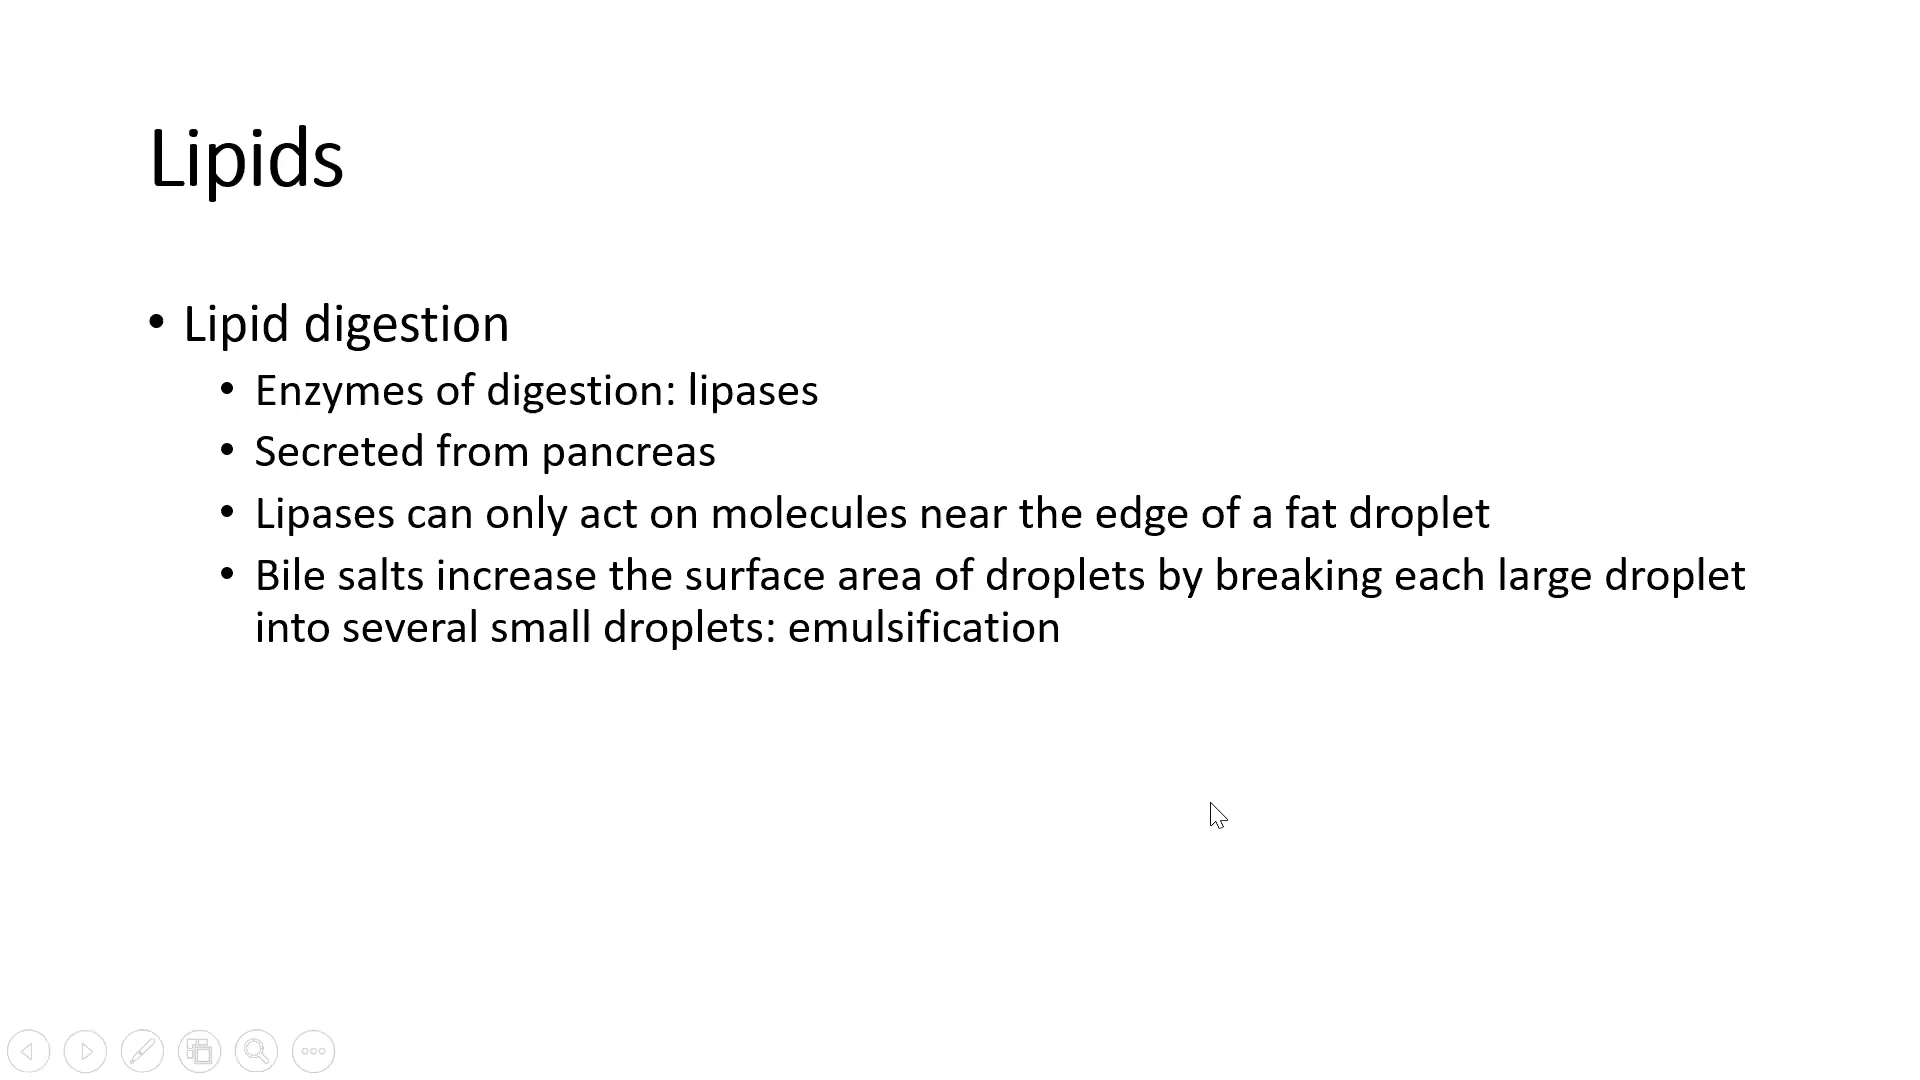 Lipids
• Lipid digestion
• Enzymes of digestion: lipases
• Secreted from pancreas
• Lipases can only act on molecules near the edge of a fat droplet
• Bile salts increase the surface area of droplets by breaking each large droplet
into several small droplets: emulsification